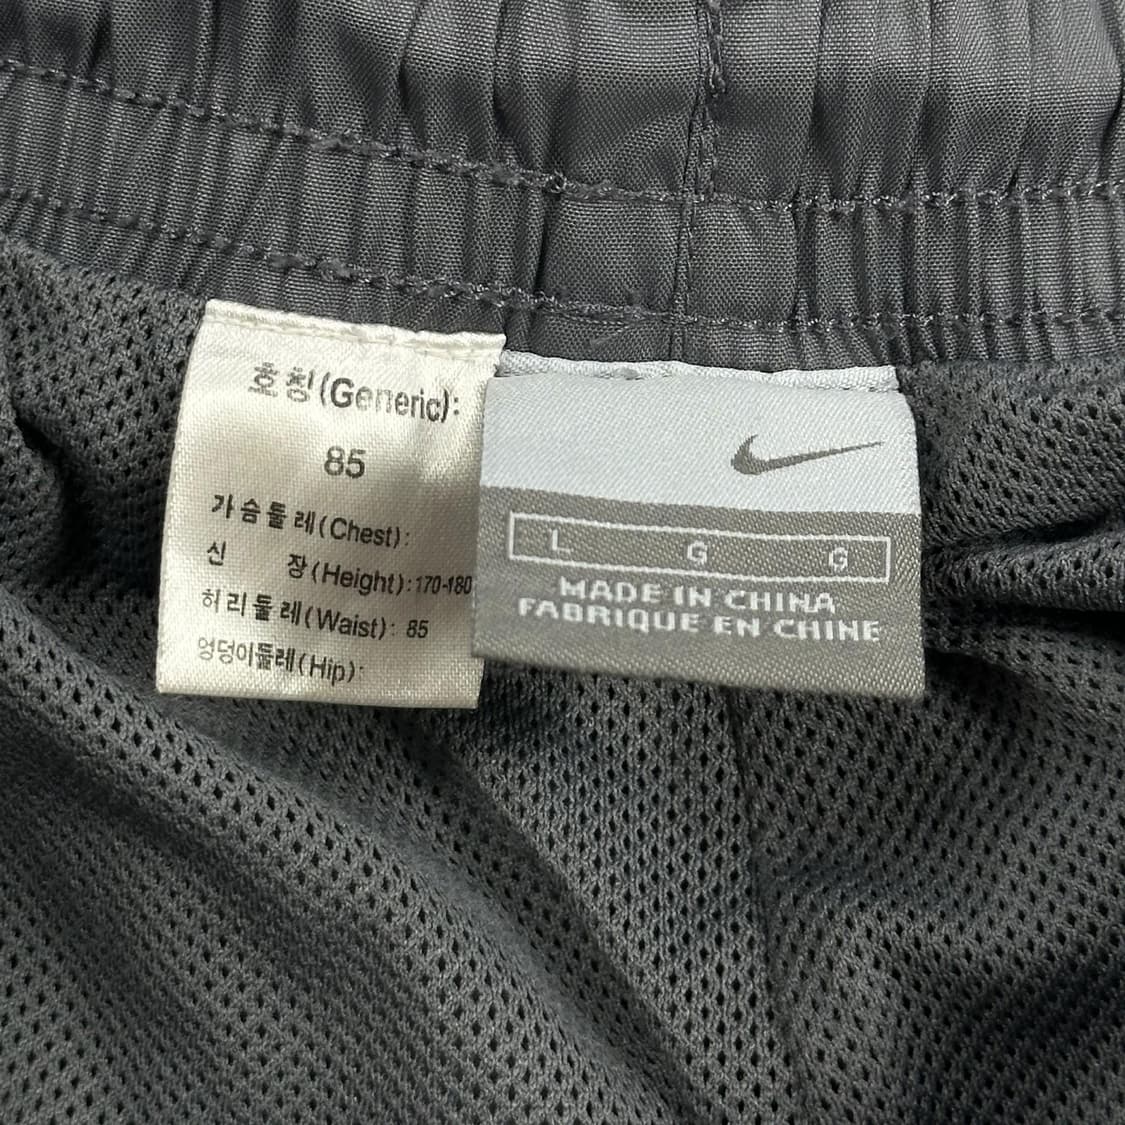 호칭(Generic):
85
가슴둘레(Chest):
신 장(Height):170-180
허리둘레(Waist): 85
엉덩이둘레(Hip):
L G G
MADE IN CHINA
FABRIQUE EN CHINE